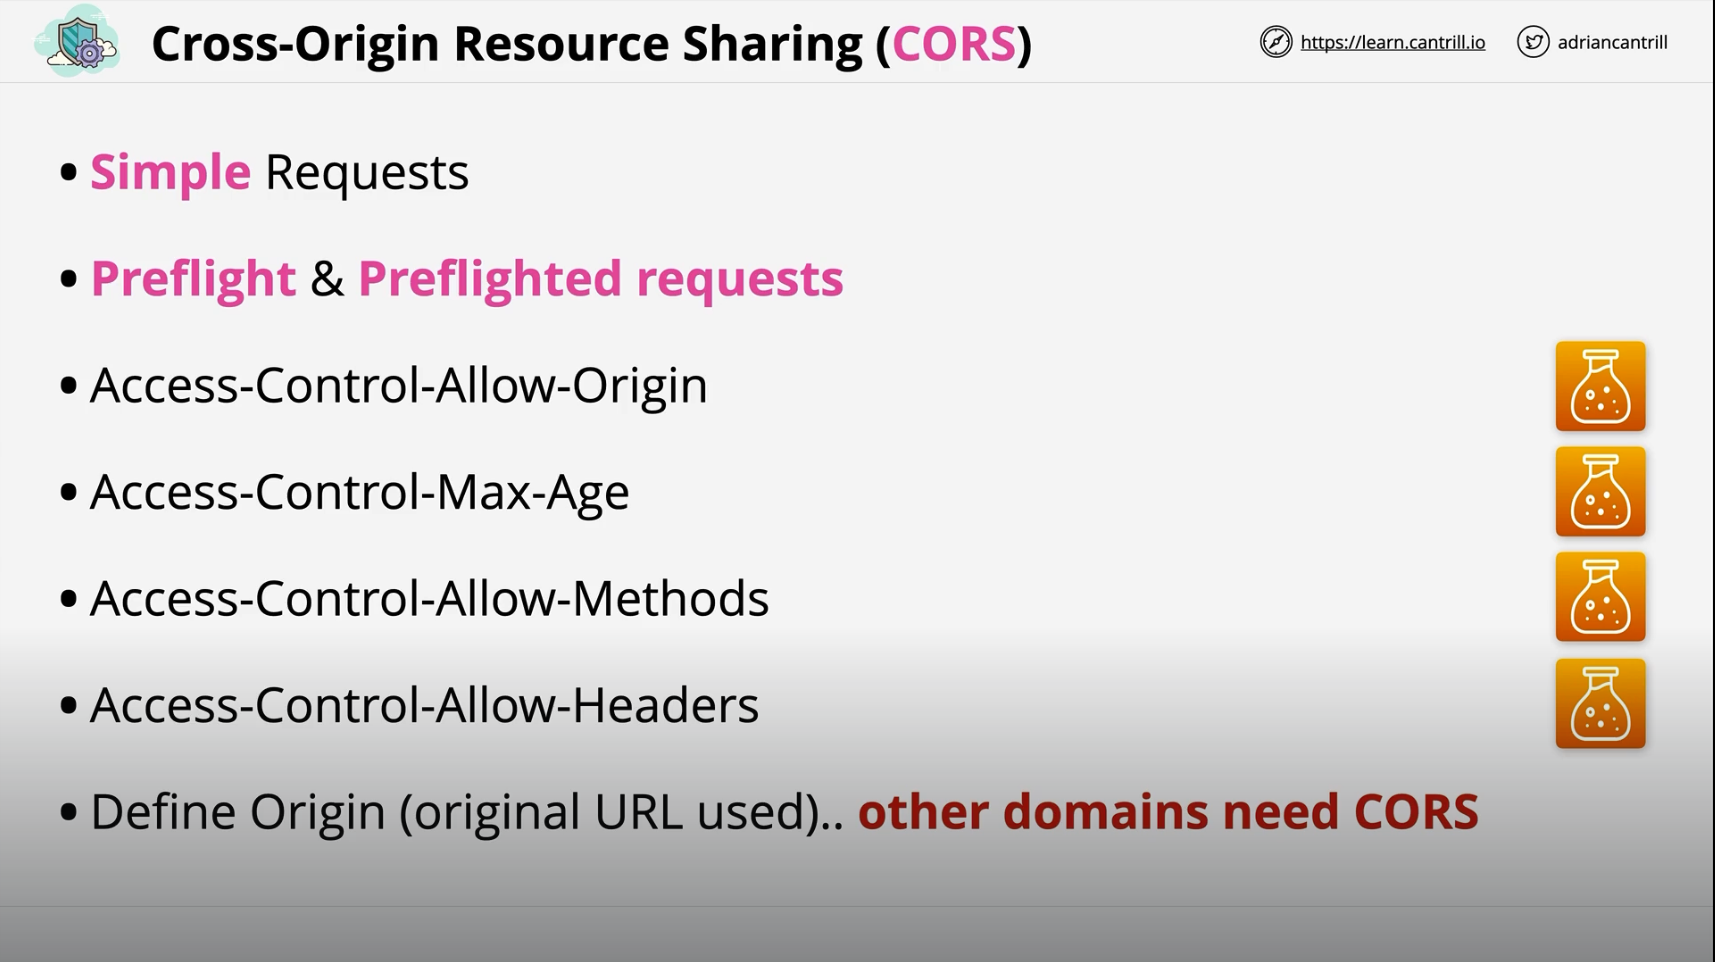 Cross-Origin Resource Sharing (CORS)
https://learn.cantrill.io
adriancantrill
• Simple Requests
• Preflight & Preflighted requests
• Access-Control-Allow-Origin
• Access-Control-Max-Age
• Access-Control-Allow-Methods
• Access-Control-Allow-Headers
• Define Origin (original URL used).. other domains need CORS